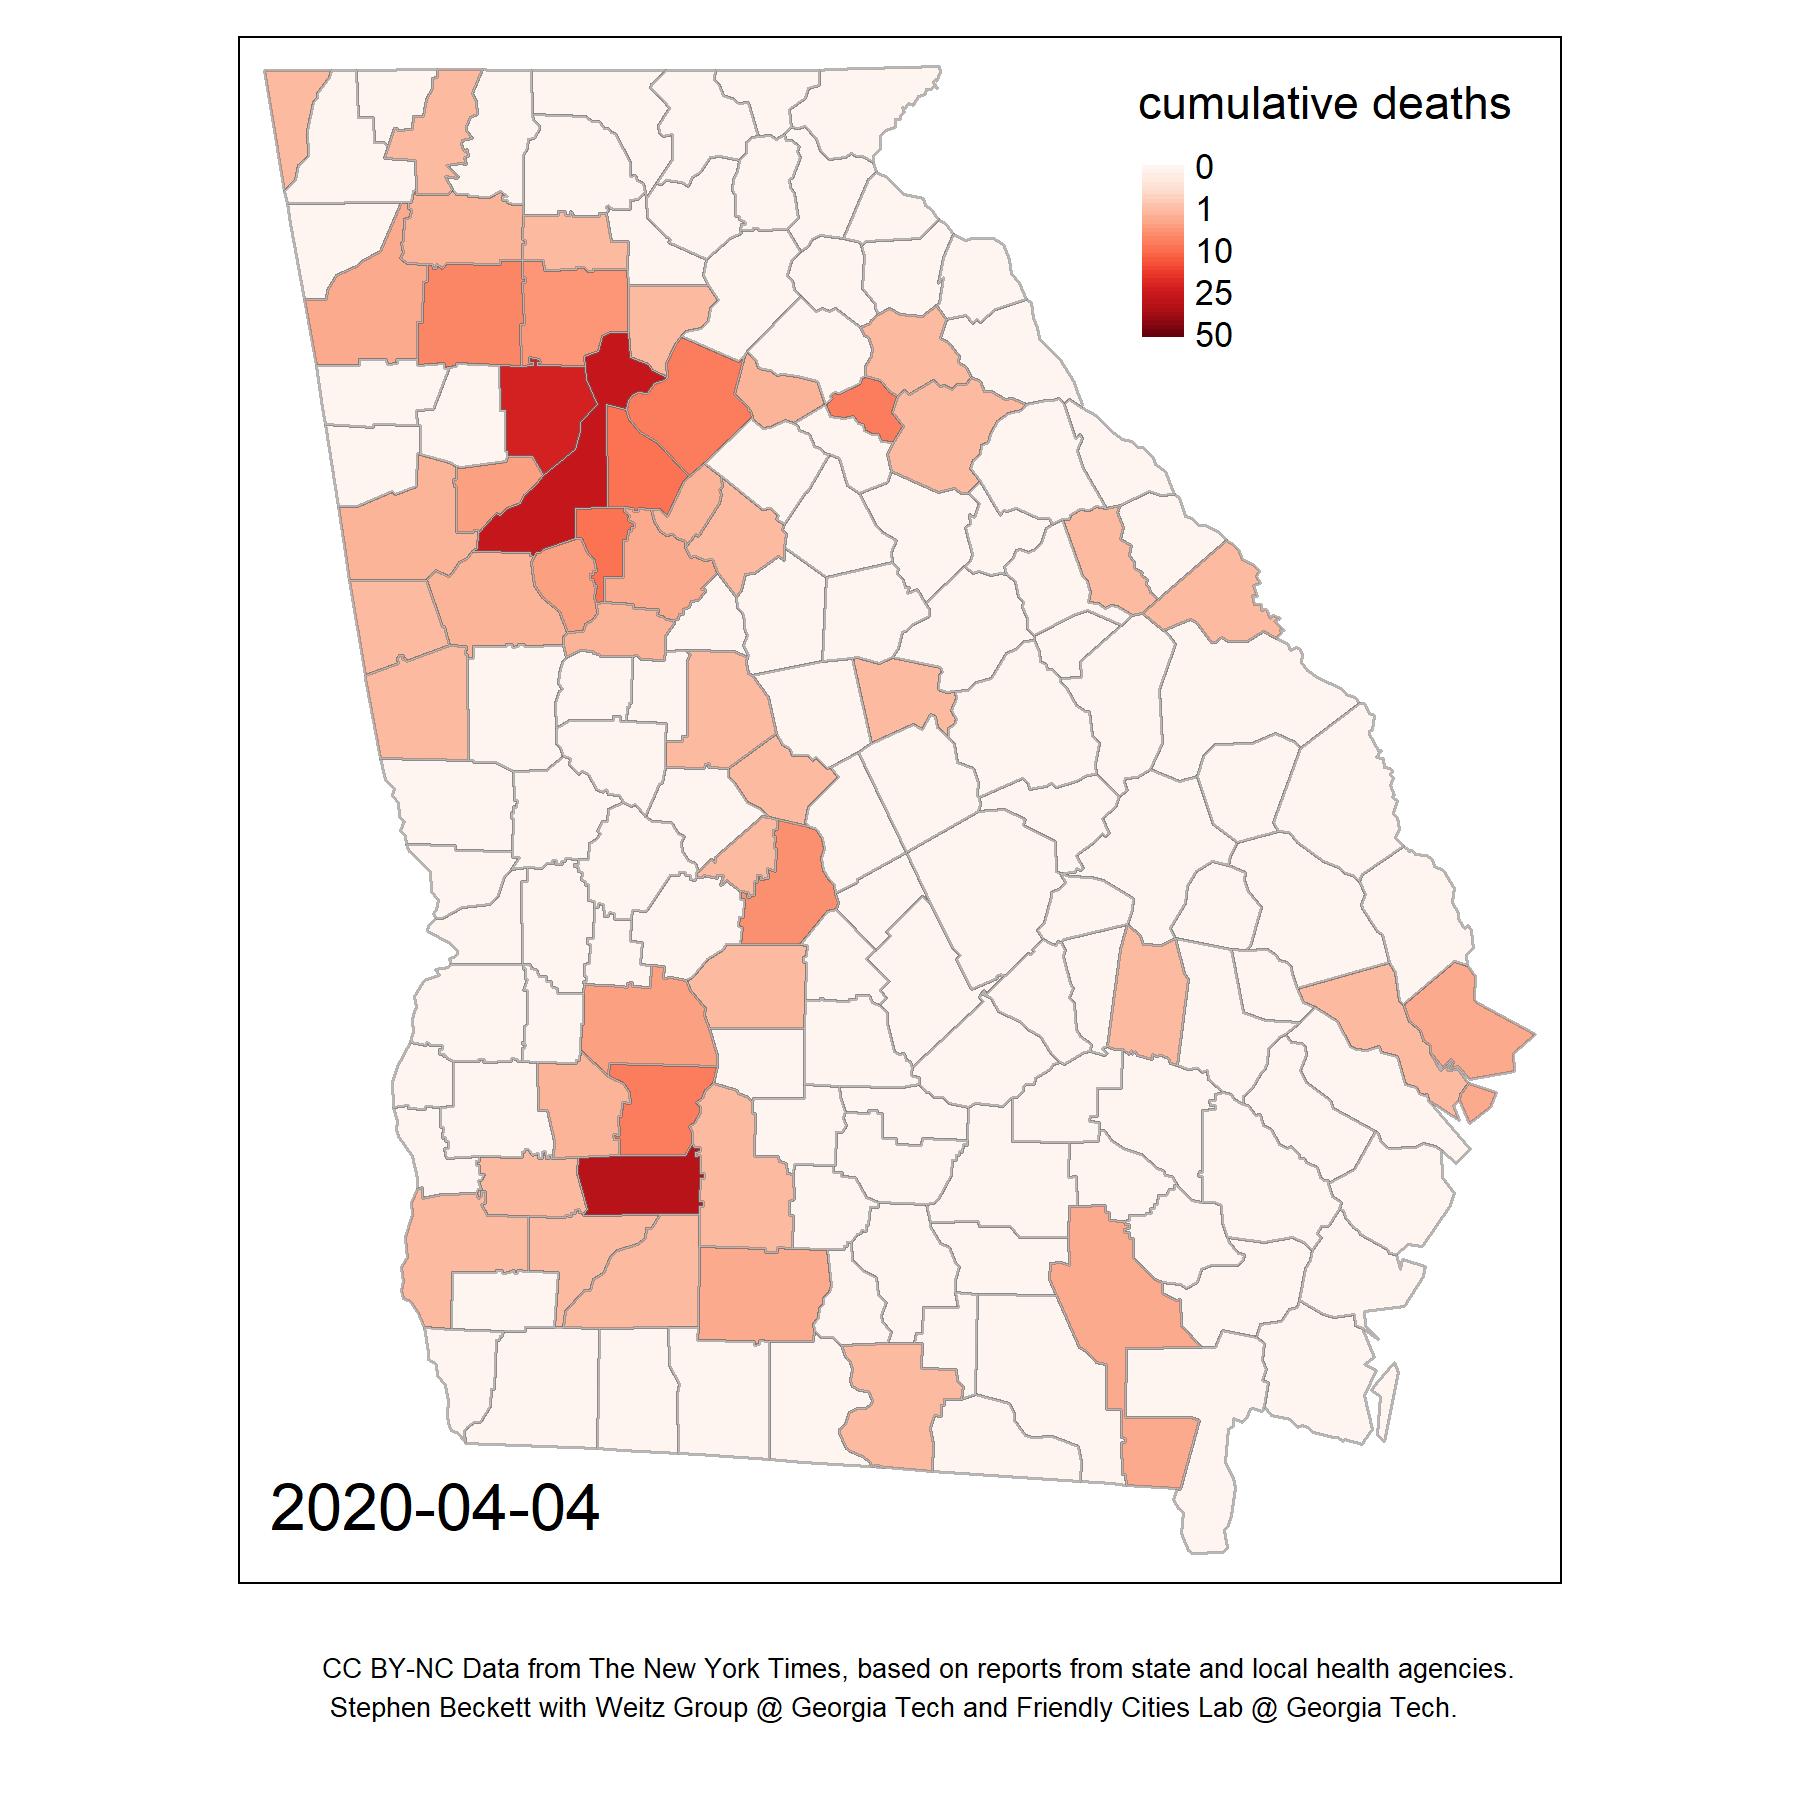 cumulative deaths
0
1
10
25
50
2020-04-04
CC BY-NC Data from The New York Times, based on reports from state and local health agencies.
Stephen Beckett with Weitz Group @ Georgia Tech and Friendly Cities Lab @ Georgia Tech.